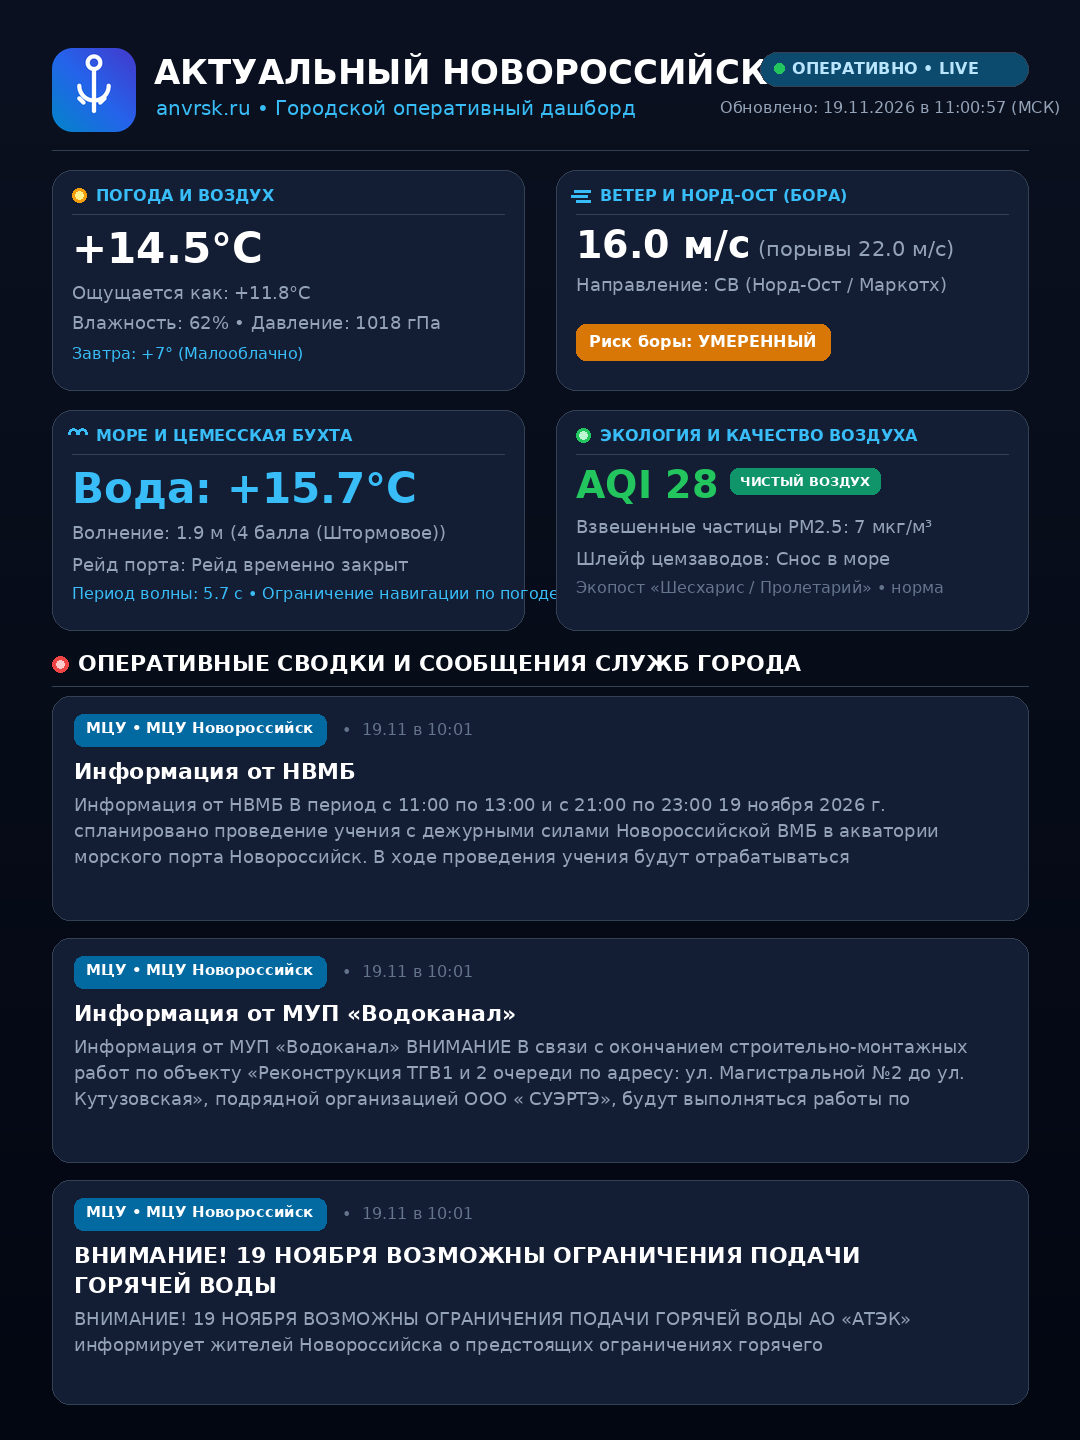 АКТУАЛЬНЫЙ НОВОРОССИЙСК
ОПЕРАТИВНО • LIVE
anvrsk.ru • Городской оперативный дашборд
Обновлено: 19.11.2026 в 11:00:57 (МСК)
ПОГОДА И ВОЗДУХ
+14.5°C
Ощущается как: +11.8°C
Влажность: 62% • Давление: 1018 гПа
Завтра: +7° (Малооблачно)
ВЕТЕР И НОРД-ОСТ (БОРА)
16.0 м/с (порывы 22.0 м/с)
Направление: СВ (Норд-Ост / Маркотх)
Риск боры: УМЕРЕННЫЙ
МОРЕ И ЦЕМЕССКАЯ БУХТА
Вода: +15.7°C
Волнение: 1.9 м (4 балла (Штормовое))
Рейд порта: Рейд временно закрыт
Период волны: 5.7 с • Ограничение навигации по погоде
ЭКОЛОГИЯ И КАЧЕСТВО ВОЗДУХА
AQI 28 ЧИСТЫЙ ВОЗДУХ
Взвешенные частицы PM2.5: 7 мкг/м³
Шлейф цемзаводов: Снос в море
Экопост «Шесхарис / Пролетарий» • норма
ОПЕРАТИВНЫЕ СВОДКИ И СООБЩЕНИЯ СЛУЖБ ГОРОДА
МЦУ • МЦУ Новороссийск • 19.11 в 10:01
Информация от НВМБ
Информация от НВМБ В период с 11:00 по 13:00 и с 21:00 по 23:00 19 ноября 2026 г.
спланировано проведение учения с дежурными силами Новороссийской ВМБ в акватории
морского порта Новороссийск. В ходе проведения учения будут отрабатываться
МЦУ • МЦУ Новороссийск • 19.11 в 10:01
Информация от МУП «Водоканал»
Информация от МУП «Водоканал» ВНИМАНИЕ В связи с окончанием строительно-монтажных
работ по объекту «Реконструкция ТГВ1 и 2 очереди по адресу: ул. Магистральной №2 до ул.
Кутузовская», подрядной организацией ООО « СУЭРТЭ», будут выполняться работы по
МЦУ • МЦУ Новороссийск • 19.11 в 10:01
ВНИМАНИЕ! 19 НОЯБРЯ ВОЗМОЖНЫ ОГРАНИЧЕНИЯ ПОДАЧИ
ГОРЯЧЕЙ ВОДЫ
ВНИМАНИЕ! 19 НОЯБРЯ ВОЗМОЖНЫ ОГРАНИЧЕНИЯ ПОДАЧИ ГОРЯЧЕЙ ВОДЫ АО «АТЭК»
информирует жителей Новороссийска о предстоящих ограничениях горячего